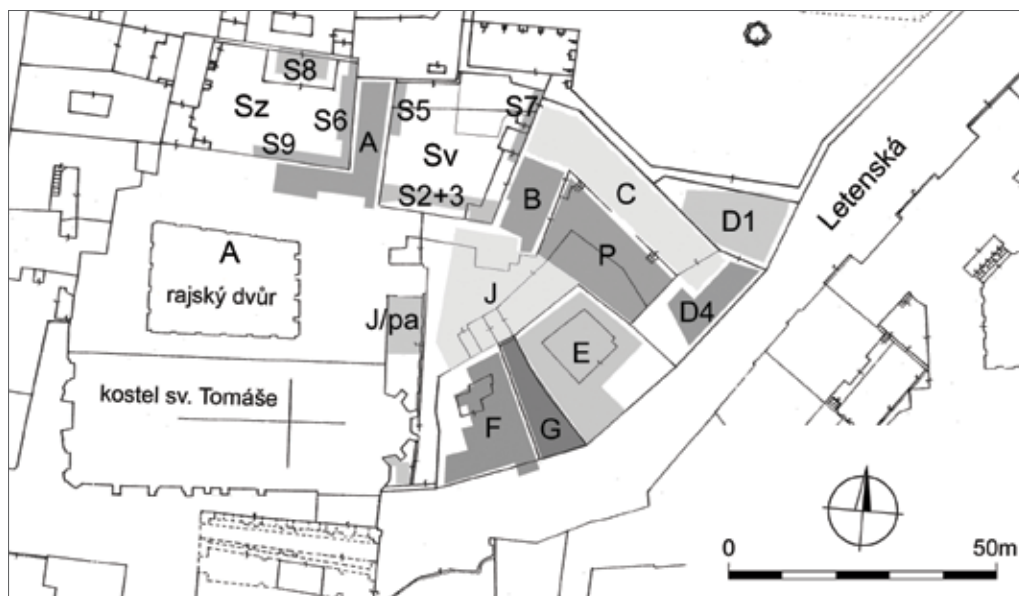 S8
Sz
S6
S9
A
S5
S7
Sv
S2+3
B
C
D1
Letenská
P
A
rajský dvůr
J
J/pa
D4
E
kostel sv. Tomáše
F
G
0
50m